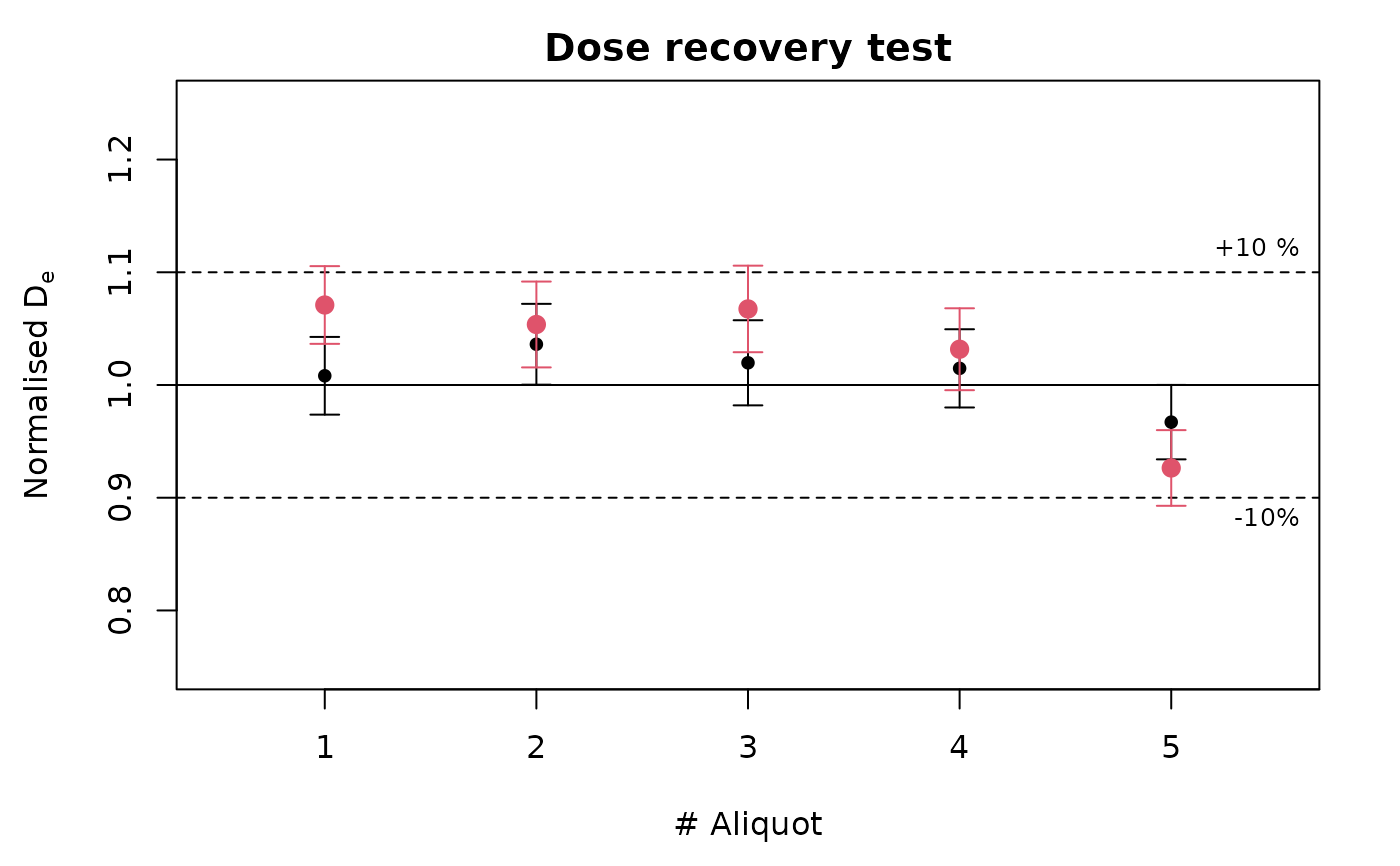 Dose recovery test
Normalised Dₑ
1.2
1.1
1.0
0.9
0.8
+10 %
-10%
1 2 3 4 5
# Aliquot